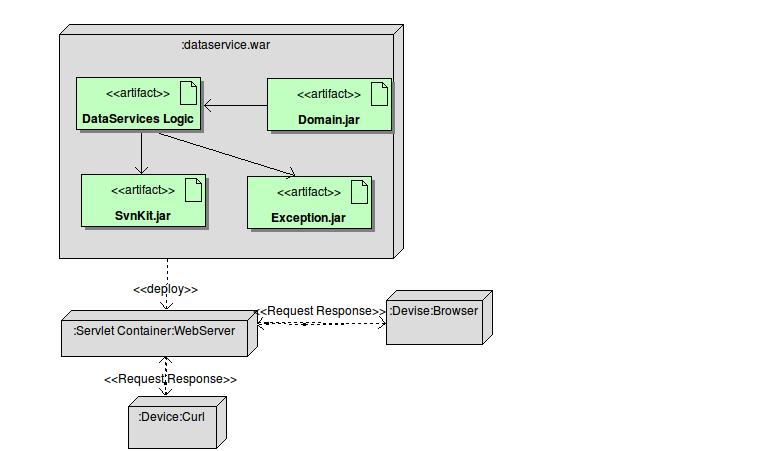 :dataservice.war
<<artifact>>
DataServices Logic
<<artifact>>
Domain.jar
<<artifact>>
SvnKit.jar
<<artifact>>
Exception.jar
<<deploy>>
<<Request Response>>
:Devise:Browser
:Servlet Container:WebServer
<<Request Response>>
:Device:Curl